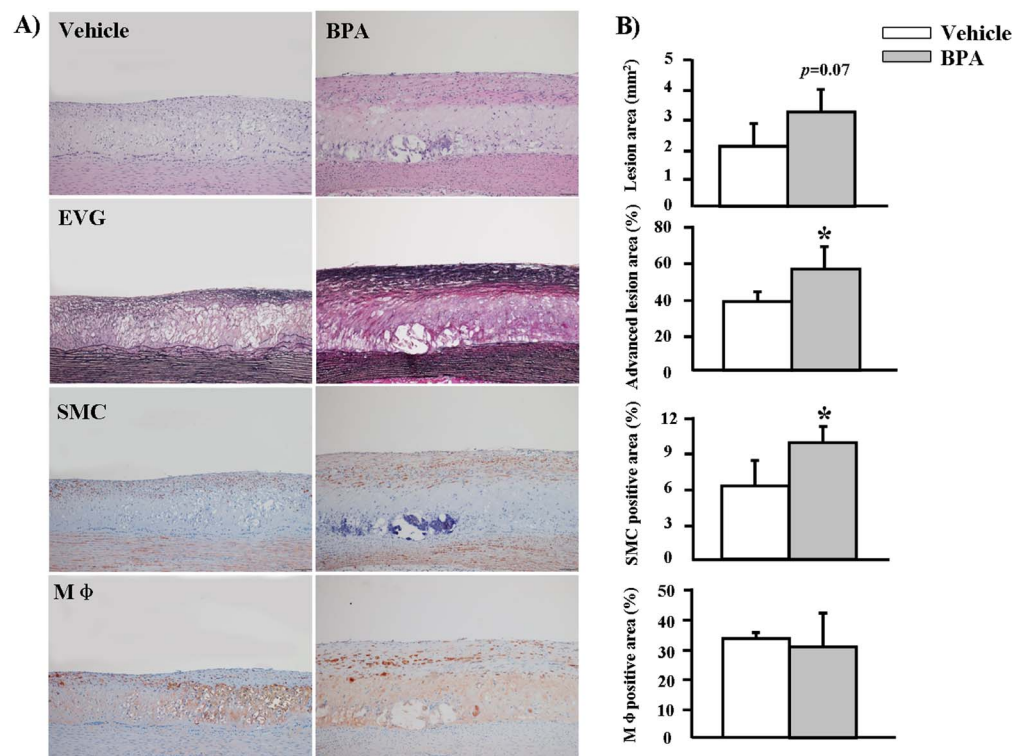 A)
Vehicle
BPA
EVG
SMC
M Φ
B)
Vehicle
BPA
Lesion area (mm²)
5
4
3
2
1
0
p=0.07
Advanced lesion area (%)
80
60
40
20
0
*
SMC positive area (%)
12
9
6
3
0
*
M Φ positive area (%)
50
40
30
20
10
0